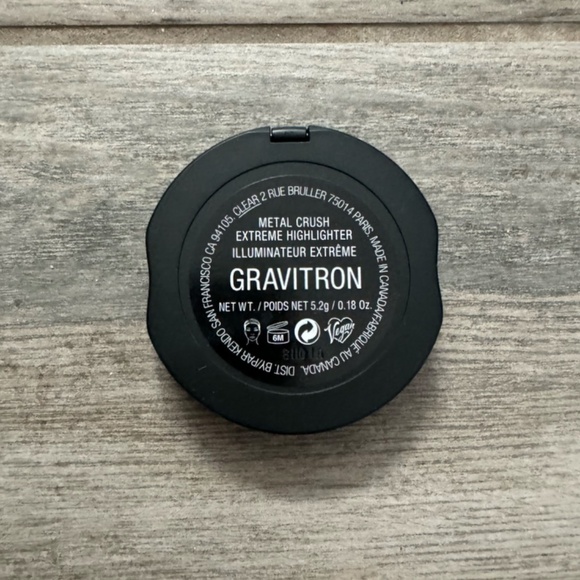 METAL CRUSH
EXTREME HIGHLIGHTER
ILLUMINATEUR EXTRÊME
GRAVITRON
NET WT. / POIDS NET 5.2g / 0.18 Oz.
6M
Vegan
DIST. BY/PAR KENDO SAN FRANCISCO CA 94105. CLEAR 2 RUE BRULLER 75014 PARIS. MADE IN CANADA/FABRIQUÉ AU CANADA.